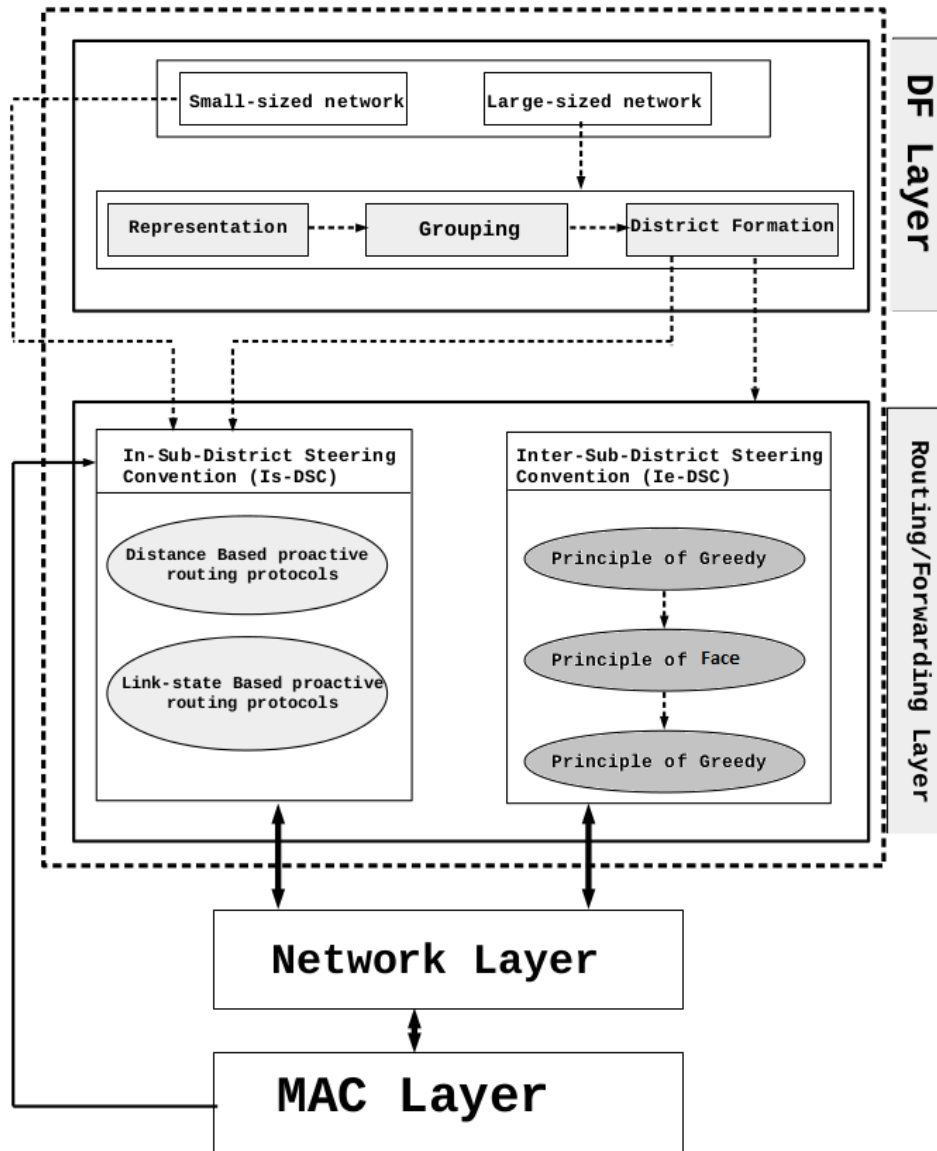 Small-sized network
Large-sized network
DF Layer
Representation
Grouping
District Formation
In-Sub-District Steering
Convention (Is-DSC)
Distance Based proactive
routing protocols
Link-state Based proactive
routing protocols
Inter-Sub-District Steering
Convention (Ie-DSC)
Principle of Greedy
Principle of Face
Principle of Greedy
Routing/Forwarding Layer
Network Layer
MAC Layer